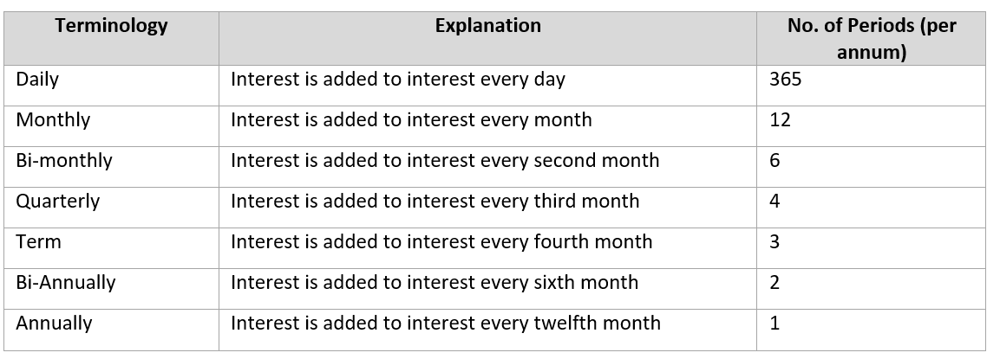 Terminology Explanation No. of Periods (per
annum)
Daily Interest is added to interest every day 365
Monthly Interest is added to interest every month 12
Bi-monthly Interest is added to interest every second month 6
Quarterly Interest is added to interest every third month 4
Term Interest is added to interest every fourth month 3
Bi-Annually Interest is added to interest every sixth month 2
Annually Interest is added to interest every twelfth month 1